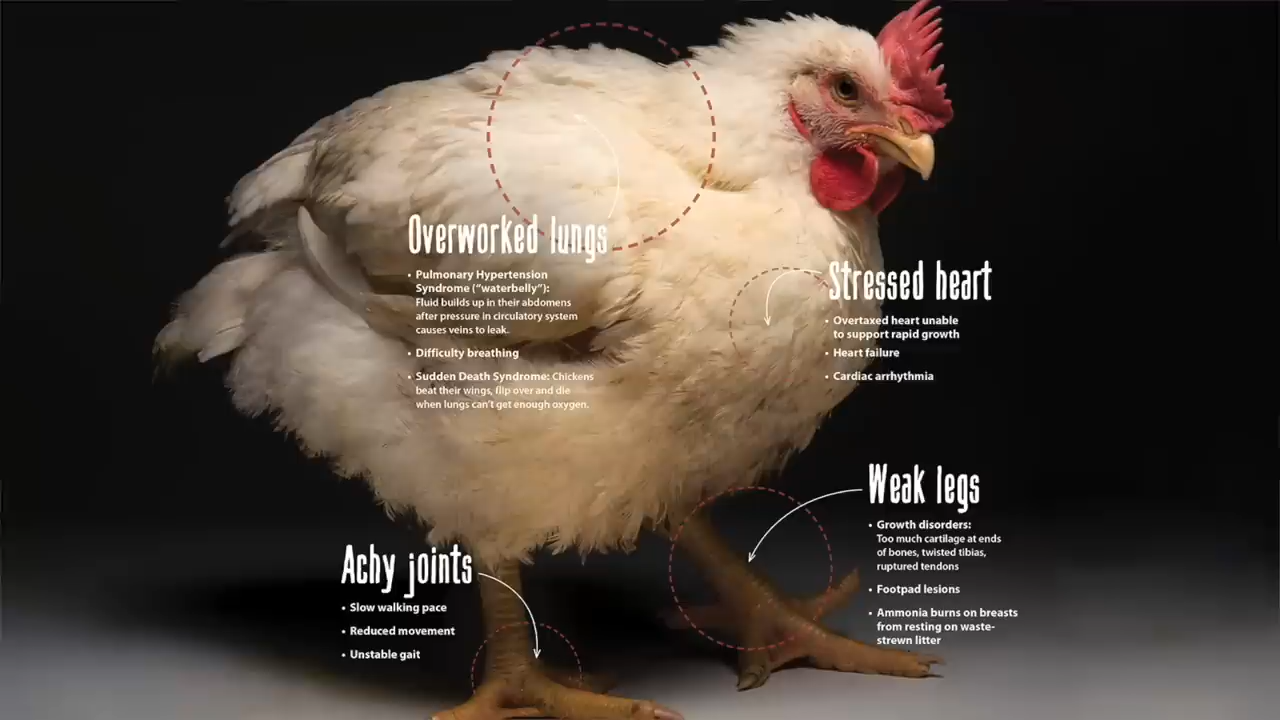 Overworked lungs
• Pulmonary Hypertension
Syndrome (“waterbelly”):
Fluid builds up in their abdomens
after pressure in circulatory system
causes veins to leak.
• Difficulty breathing
• Sudden Death Syndrome: Chickens
beat their wings, flip over and die
when lungs can’t get enough oxygen.
Stressed heart
• Overtaxed heart unable
to support rapid growth
• Heart failure
• Cardiac arrhythmia
Weak legs
• Growth disorders:
Too much cartilage at ends
of bones, twisted tibias,
ruptured tendons
• Footpad lesions
• Ammonia burns on breasts
from resting on waste-
strewn litter
Achy joints
• Slow walking pace
• Reduced movement
• Unstable gait